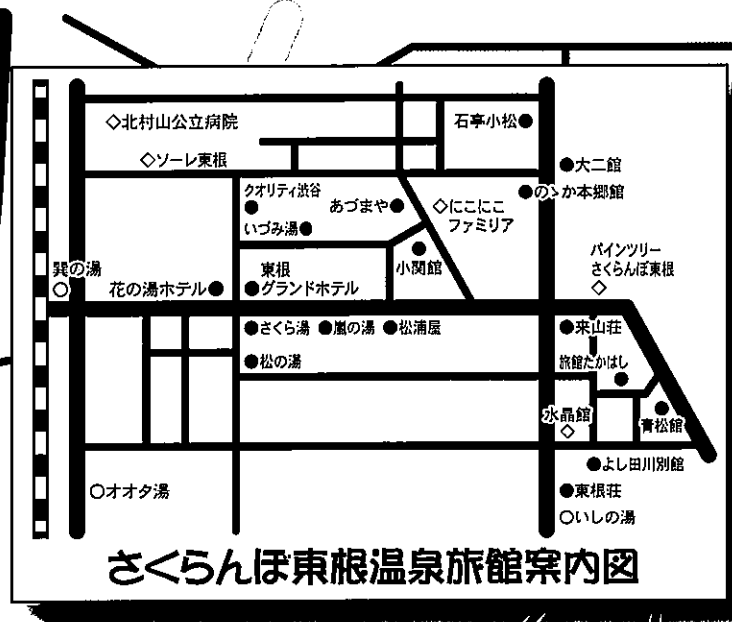 ◇北村山公立病院
石亭小松●
◇ソーレ東根
●大二館
クオリティ渋谷
●
あづまや●
●のゝか本郷館
◇にこにこ
ファミリア
いづみ湯●
●
小関館
パインツリー
さくらんぼ東根
◇
巽の湯
○
花の湯ホテル●
東根
●グランドホテル
●さくら湯
●嵐の湯
●松浦屋
●来山荘
●松の湯
旅館たかはし
●
水晶館
◇
●
青松館
●よし田川別館
○オオタ湯
●東根荘
○いしの湯
さくらんぼ東根温泉旅館案内図